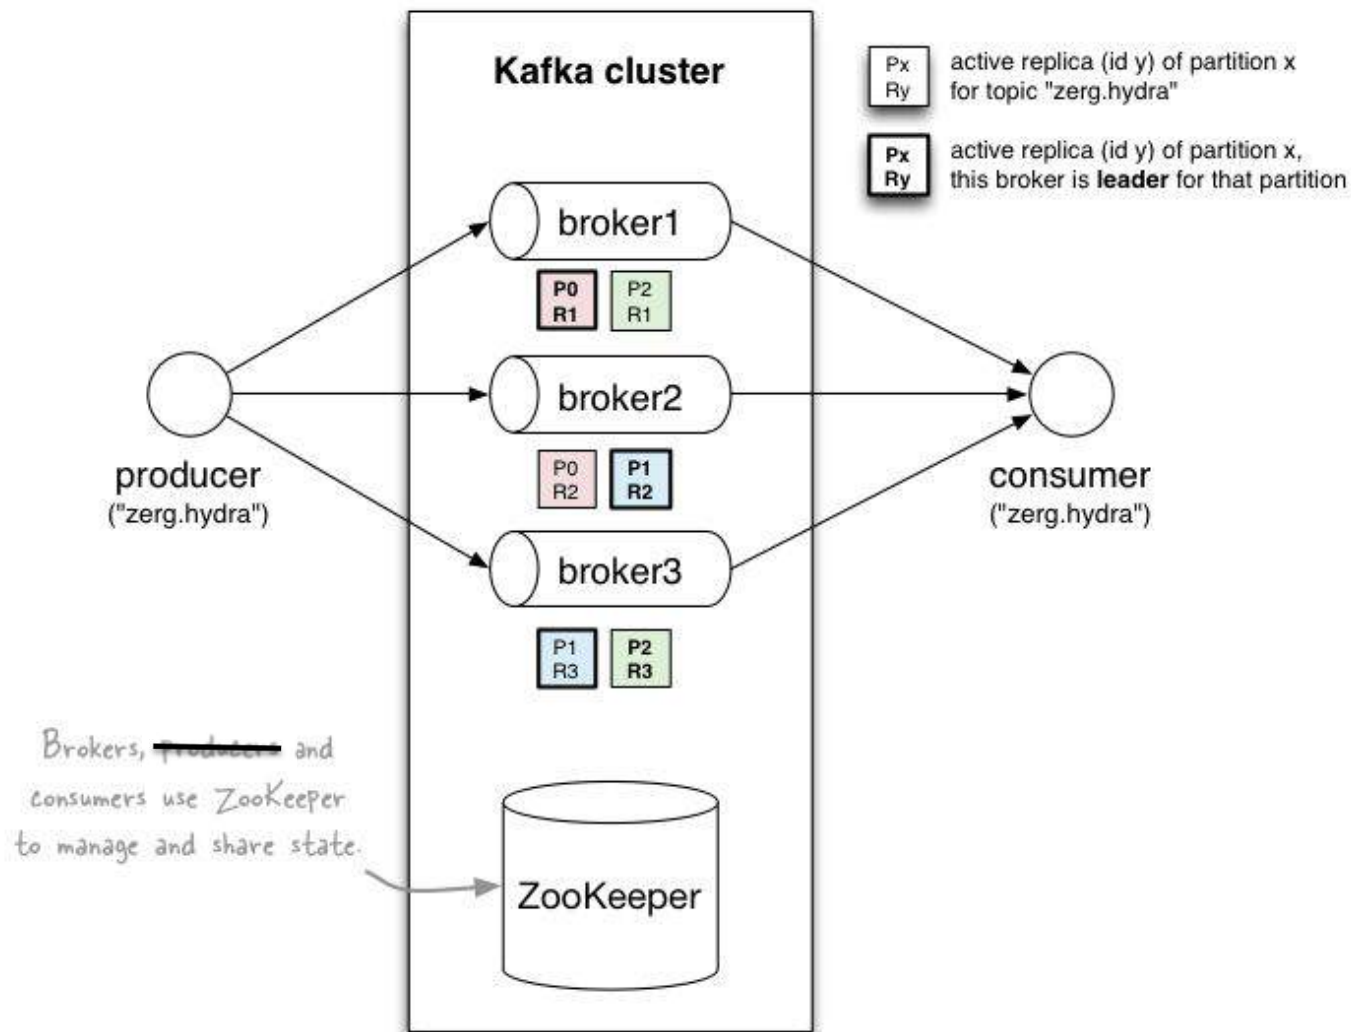 Kafka cluster
Px
Ry
active replica (id y) of partition x
for topic "zerg.hydra"
Px
Ry
active replica (id y) of partition x,
this broker is leader for that partition
broker1
P0
R1
P2
R1
broker2
P0
R2
P1
R2
producer
("zerg.hydra")
consumer
("zerg.hydra")
broker3
P1
R3
P2
R3
Brokers, producers and
consumers use ZooKeeper
to manage and share state.
ZooKeeper